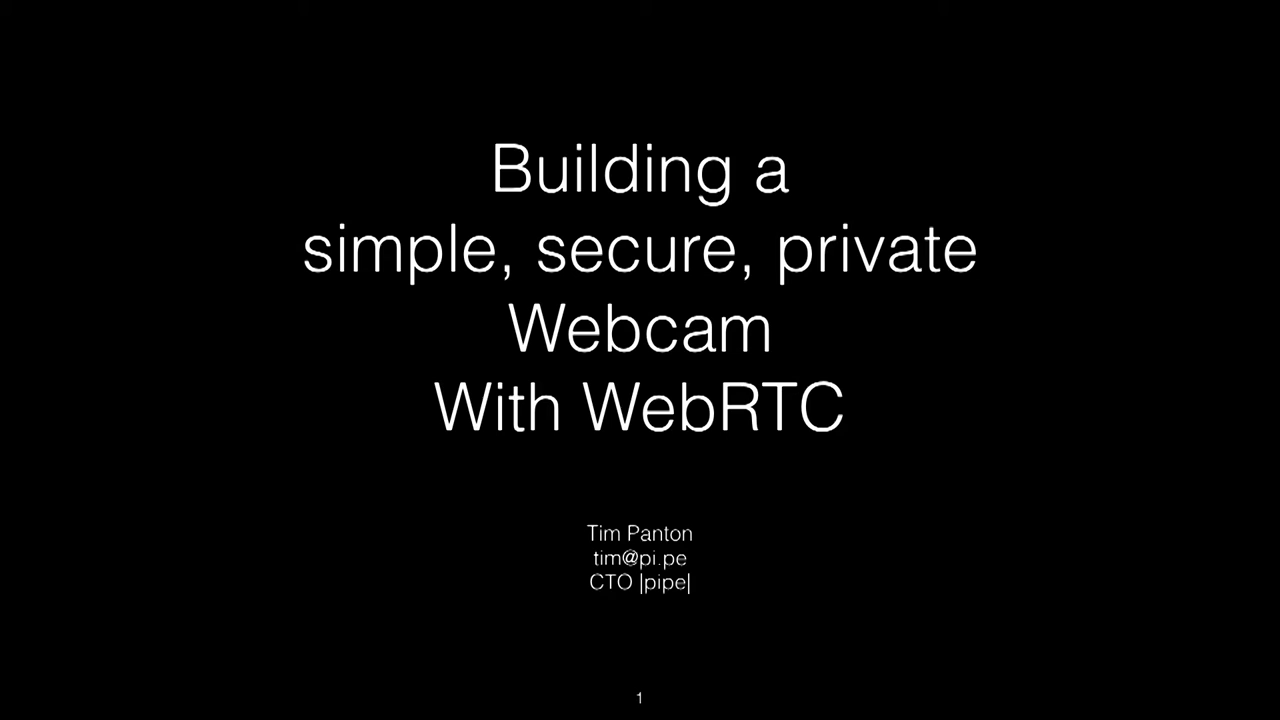 Building a
simple, secure, private
Webcam
With WebRTC
Tim Panton
tim@pi.pe
CTO |pipe|
1